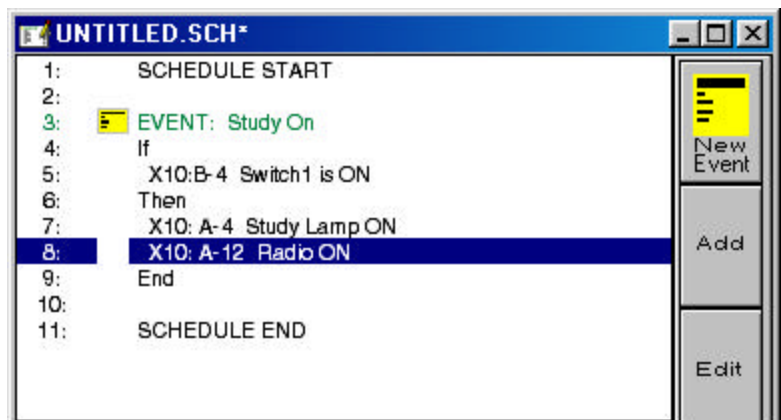 UNTITLED.SCH*
1: SCHEDULE START
2:
3: EVENT: Study On
4: If
5: X10:B-4 Switch1 is ON
6: Then
7: X10: A-4 Study Lamp ON
8: X10: A-12 Radio ON
9: End
10:
11: SCHEDULE END
New
Event
Add
Edit